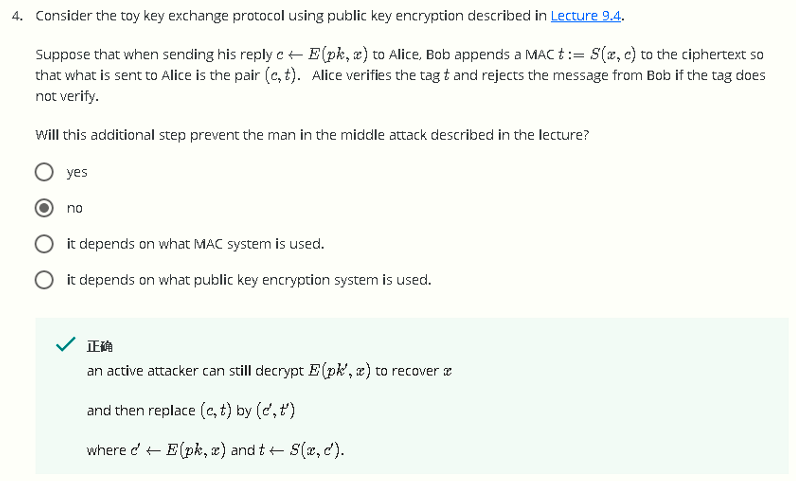 4. Consider the toy key exchange protocol using public key encryption described in Lecture 9.4.
Suppose that when sending his reply c ← E(pk, x) to Alice, Bob appends a MAC t := S(x, c) to the ciphertext so
that what is sent to Alice is the pair (c, t). Alice verifies the tag t and rejects the message from Bob if the tag does
not verify.
Will this additional step prevent the man in the middle attack described in the lecture?
yes
no
it depends on what MAC system is used.
it depends on what public key encryption system is used.
正确
an active attacker can still decrypt E(pk′, x) to recover x
and then replace (c, t) by (c′, t′)
where c′ ← E(pk, x) and t ← S(x, c′).